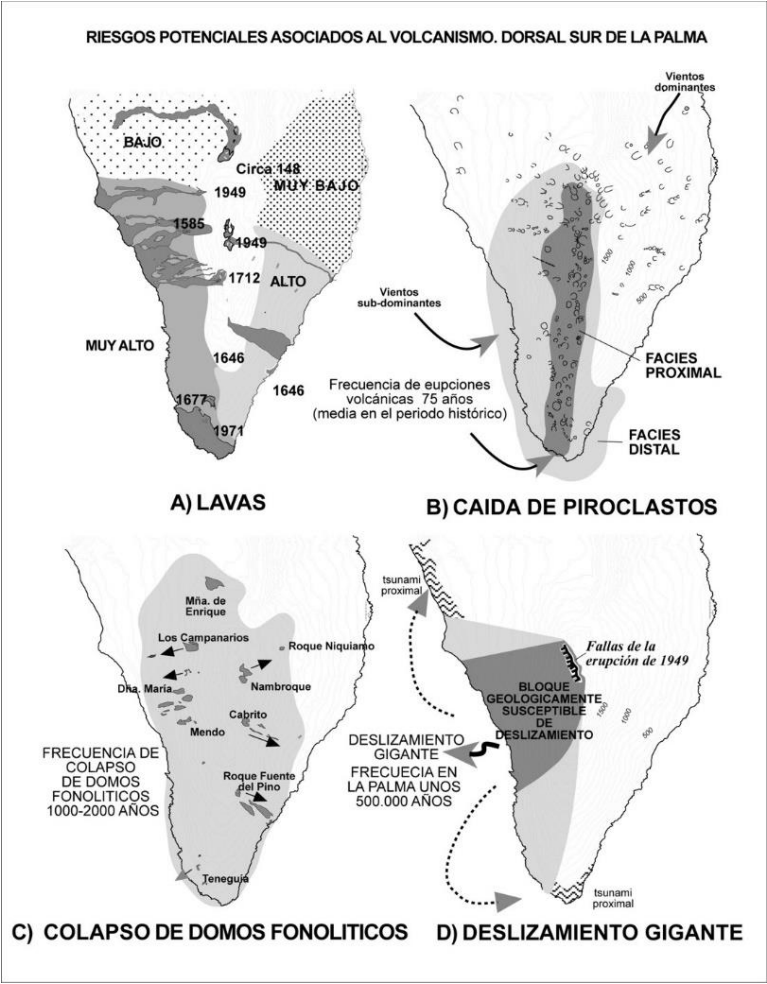 RIESGOS POTENCIALES ASOCIADOS AL VOLCANISMO. DORSAL SUR DE LA PALMA
BAJO
Circa 148
MUY BAJO
1949
1585
1949
1712
ALTO
MUY ALTO
1646
1646
1677
1971
A) LAVAS
Vientos
dominantes
1500
1000
500
Vientos
sub-dominantes
FACIES
PROXIMAL
Frecuencia de eupciones
volcánicas 75 años
(media en el periodo histórico)
FACIES
DISTAL
B) CAIDA DE PIROCLASTOS
Mña. de
Enrique
Los Campanarios
Roque Niquiamo
Dña. María
Nambroque
Cabrito
Mendo
FRECUENCIA DE
COLAPSO
DE DOMOS
FONOLITICOS
1000-2000 AÑOS
Roque Fuente
del Pino
Teneguía
C) COLAPSO DE DOMOS FONOLITICOS
tsunami
proximal
Fallas de la
erupción de 1949
BLOQUE
GEOLOGICAMENTE
SUSCEPTIBLE
DE
DESLIZAMIENTO
1500
1000
500
DESLIZAMIENTO
GIGANTE
FRECUECIA EN
LA PALMA UNOS
500.000 AÑOS
tsunami
proximal
D) DESLIZAMIENTO GIGANTE